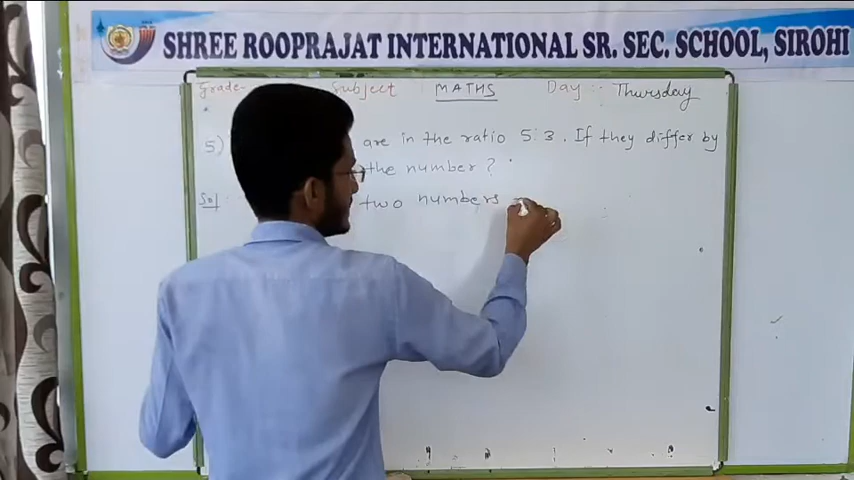 SHREE ROOPRAJAT INTERNATIONAL SR. SEC. SCHOOL, SIROHI
Grade- Subject MATHS Day :- Thursday
5) are in the ratio 5:3. If they differ by
the number?
Sol two numbers